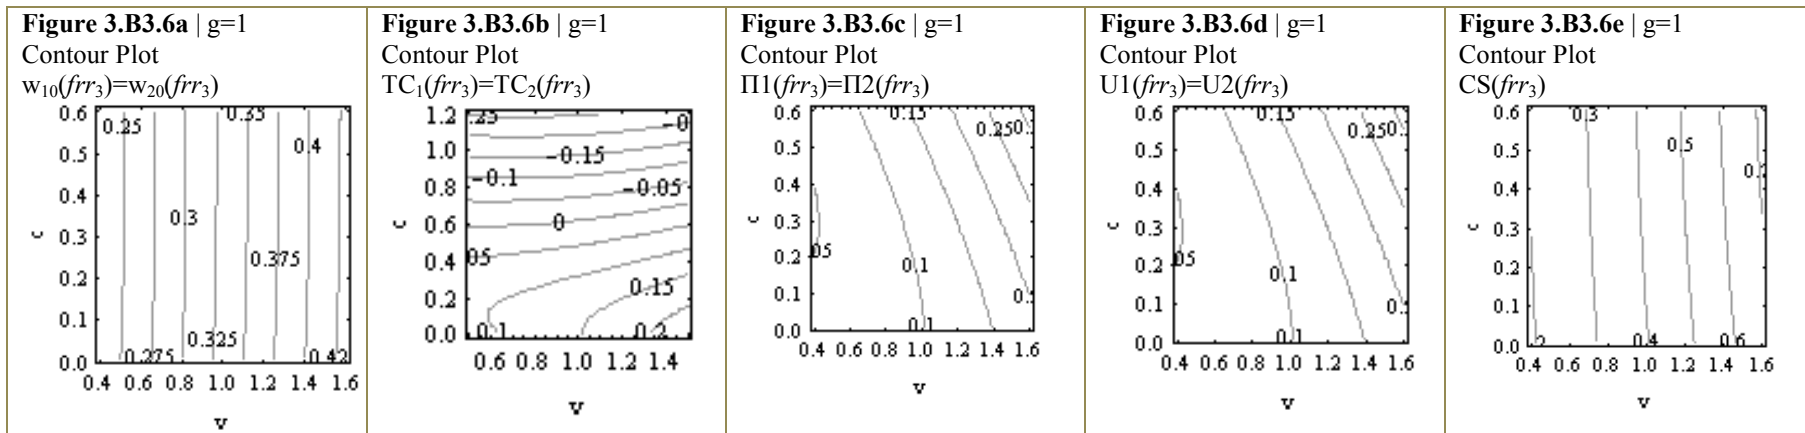 Figure 3.B3.6a | g=1
Contour Plot
w₁₀(frr₃)=w₂₀(frr₃)
0.6
0.5
0.4
0.3
0.2
0.1
0.0
c
0.25
0.35
0.4
0.3
0.375
0.325
0.275
0.42
0.4 0.6 0.8 1.0 1.2 1.4 1.6
v
Figure 3.B3.6b | g=1
Contour Plot
TC₁(frr₃)=TC₂(frr₃)
1.2
1.0
0.8
0.6
0.4
0.2
0.0
c
.25
-0
-0.15
-0.1
-0.05
0
05
0.15
0.1
0.2
0.6 0.8 1.0 1.2 1.4
v
Figure 3.B3.6c | g=1
Contour Plot
Π1(frr₃)=Π2(frr₃)
0.6
0.5
0.4
0.3
0.2
0.1
0.0
c
0.15
0.25
0.
05
0.1
0.
0.1
0.4 0.6 0.8 1.0 1.2 1.4 1.6
v
Figure 3.B3.6d | g=1
Contour Plot
U1(frr₃)=U2(frr₃)
0.6
0.5
0.4
0.3
0.2
0.1
0.0
c
0.15
0.25
0.
05
0.1
0.
0.1
0.4 0.6 0.8 1.0 1.2 1.4 1.6
v
Figure 3.B3.6e | g=1
Contour Plot
CS(frr₃)
0.6
0.5
0.4
0.3
0.2
0.1
0.0
c
0.3
0.5
0.4
0.6
0.4 0.6 0.8 1.0 1.2 1.4 1.6
v